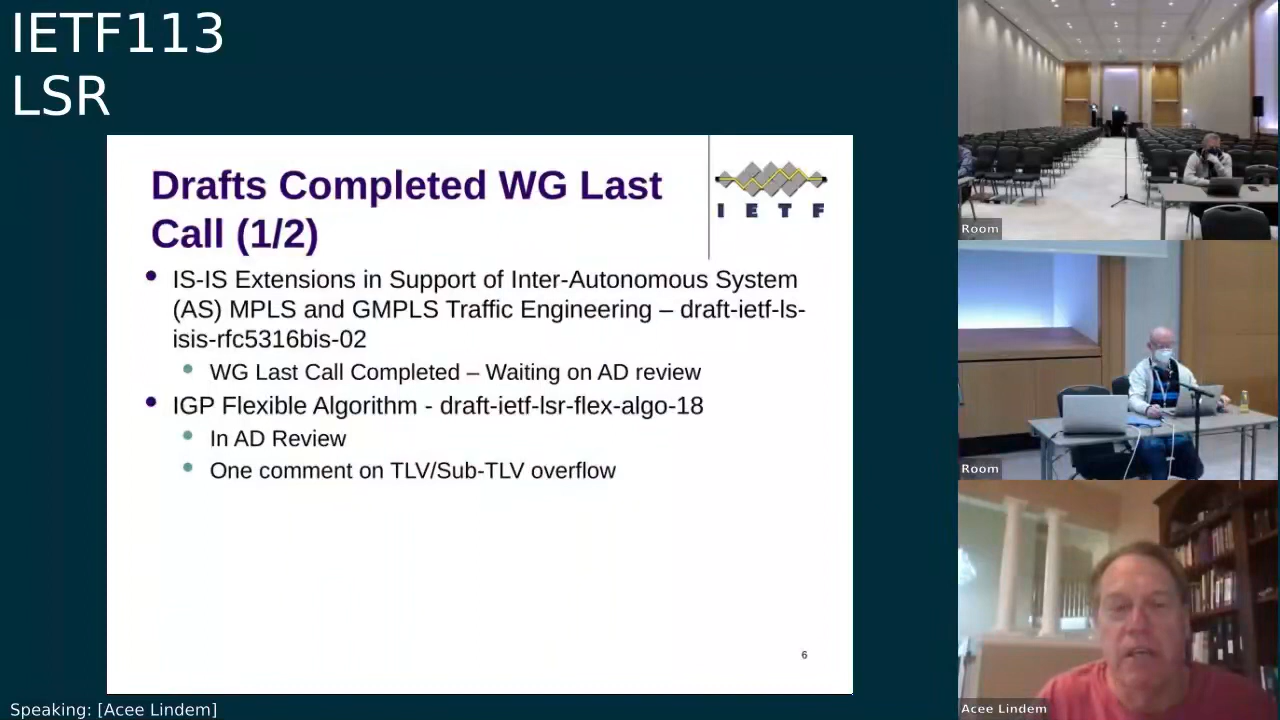 IETF113
LSR
Drafts Completed WG Last
Call (1/2)
I E T F
• IS-IS Extensions in Support of Inter-Autonomous System
(AS) MPLS and GMPLS Traffic Engineering – draft-ietf-ls-
isis-rfc5316bis-02
• WG Last Call Completed – Waiting on AD review
• IGP Flexible Algorithm - draft-ietf-lsr-flex-algo-18
• In AD Review
• One comment on TLV/Sub-TLV overflow
6
Room
Room
Acee Lindem
Speaking: [Acee Lindem]